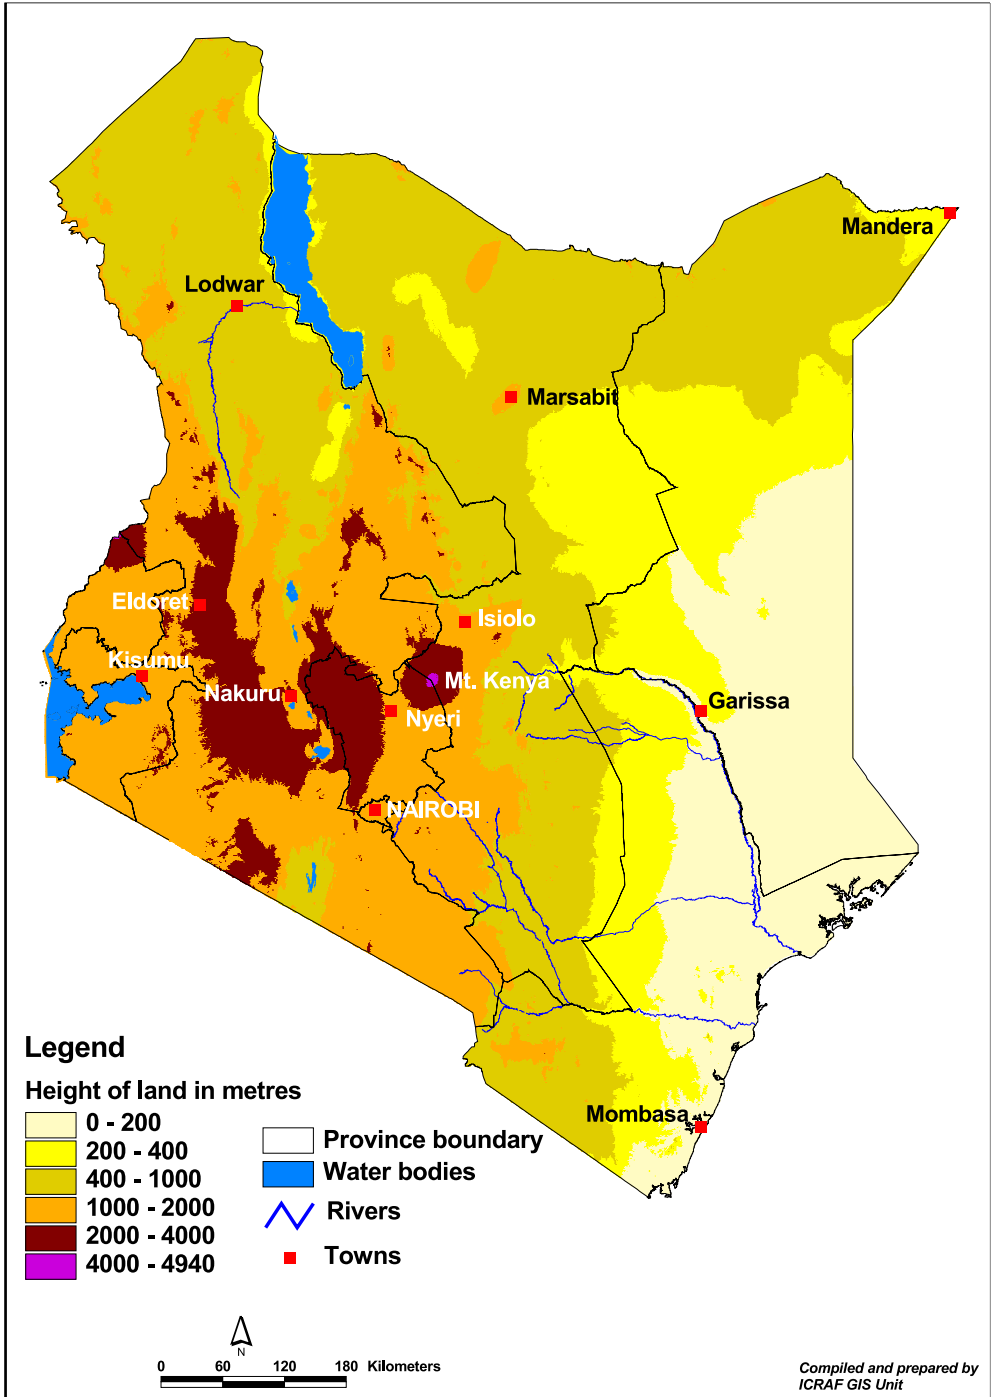 Mandera
Lodwar
Marsabit
Eldoret
Isiolo
Kisumu
Mt. Kenya
Nakuru
Garissa
Nyeri
NAIROBI
Mombasa
Legend
Height of land in metres
0 - 200
200 - 400
400 - 1000
1000 - 2000
2000 - 4000
4000 - 4940
Province boundary
Water bodies
Rivers
Towns
N
0 60 120 180 Kilometers
Compiled and prepared by
ICRAF GIS Unit